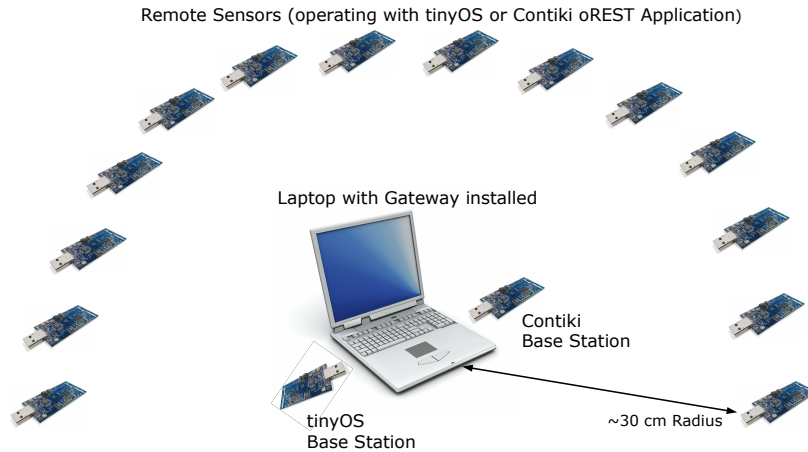 Remote Sensors (operating with tinyOS or Contiki oREST Application)
Laptop with Gateway installed
Contiki
Base Station
~30 cm Radius
tinyOS
Base Station